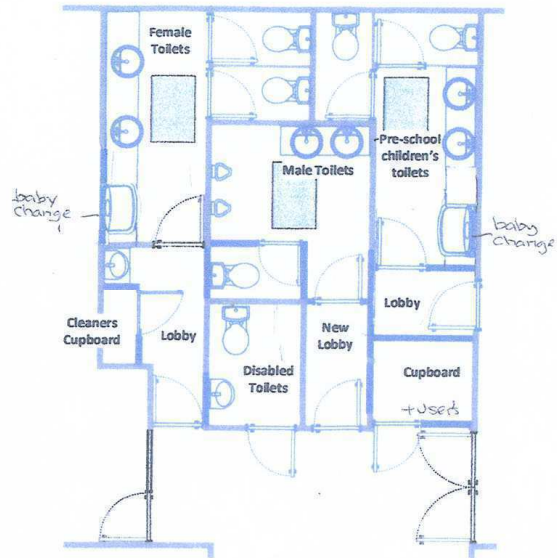 Female
Toilets
Pre-school
children's
toilets
Male Toilets
baby
change
baby
change
Cleaners
Cupboard
Lobby
New
Lobby
Lobby
Disabled
Toilets
Cupboard